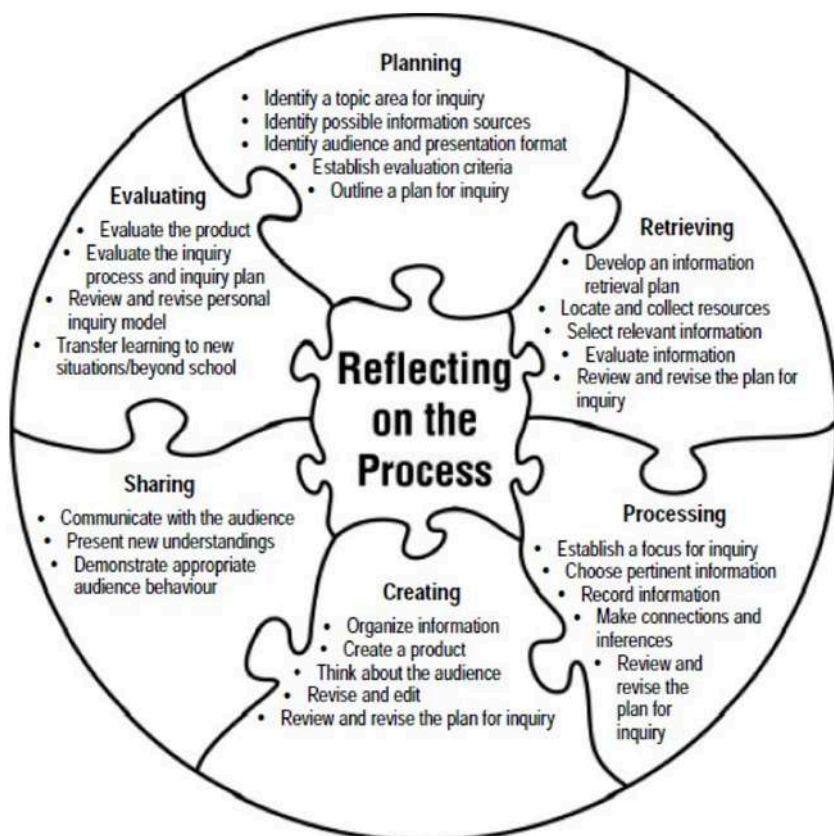 Planning
• Identify a topic area for inquiry
• Identify possible information sources
• Identify audience and presentation format
• Establish evaluation criteria
• Outline a plan for inquiry
Retrieving
• Develop an information
retrieval plan
• Locate and collect resources
• Select relevant information
• Evaluate information
• Review and revise the plan for
inquiry
Processing
• Establish a focus for inquiry
• Choose pertinent information
• Record information
• Make connections and
inferences
• Review and
revise the
plan for
inquiry
Creating
• Organize information
• Create a product
• Think about the audience
• Revise and edit
• Review and revise the plan for inquiry
Sharing
• Communicate with the audience
• Present new understandings
• Demonstrate appropriate
audience behaviour
Evaluating
• Evaluate the product
• Evaluate the inquiry
process and inquiry plan
• Review and revise personal
inquiry model
• Transfer learning to new
situations/beyond school
Reflecting
on the
Process